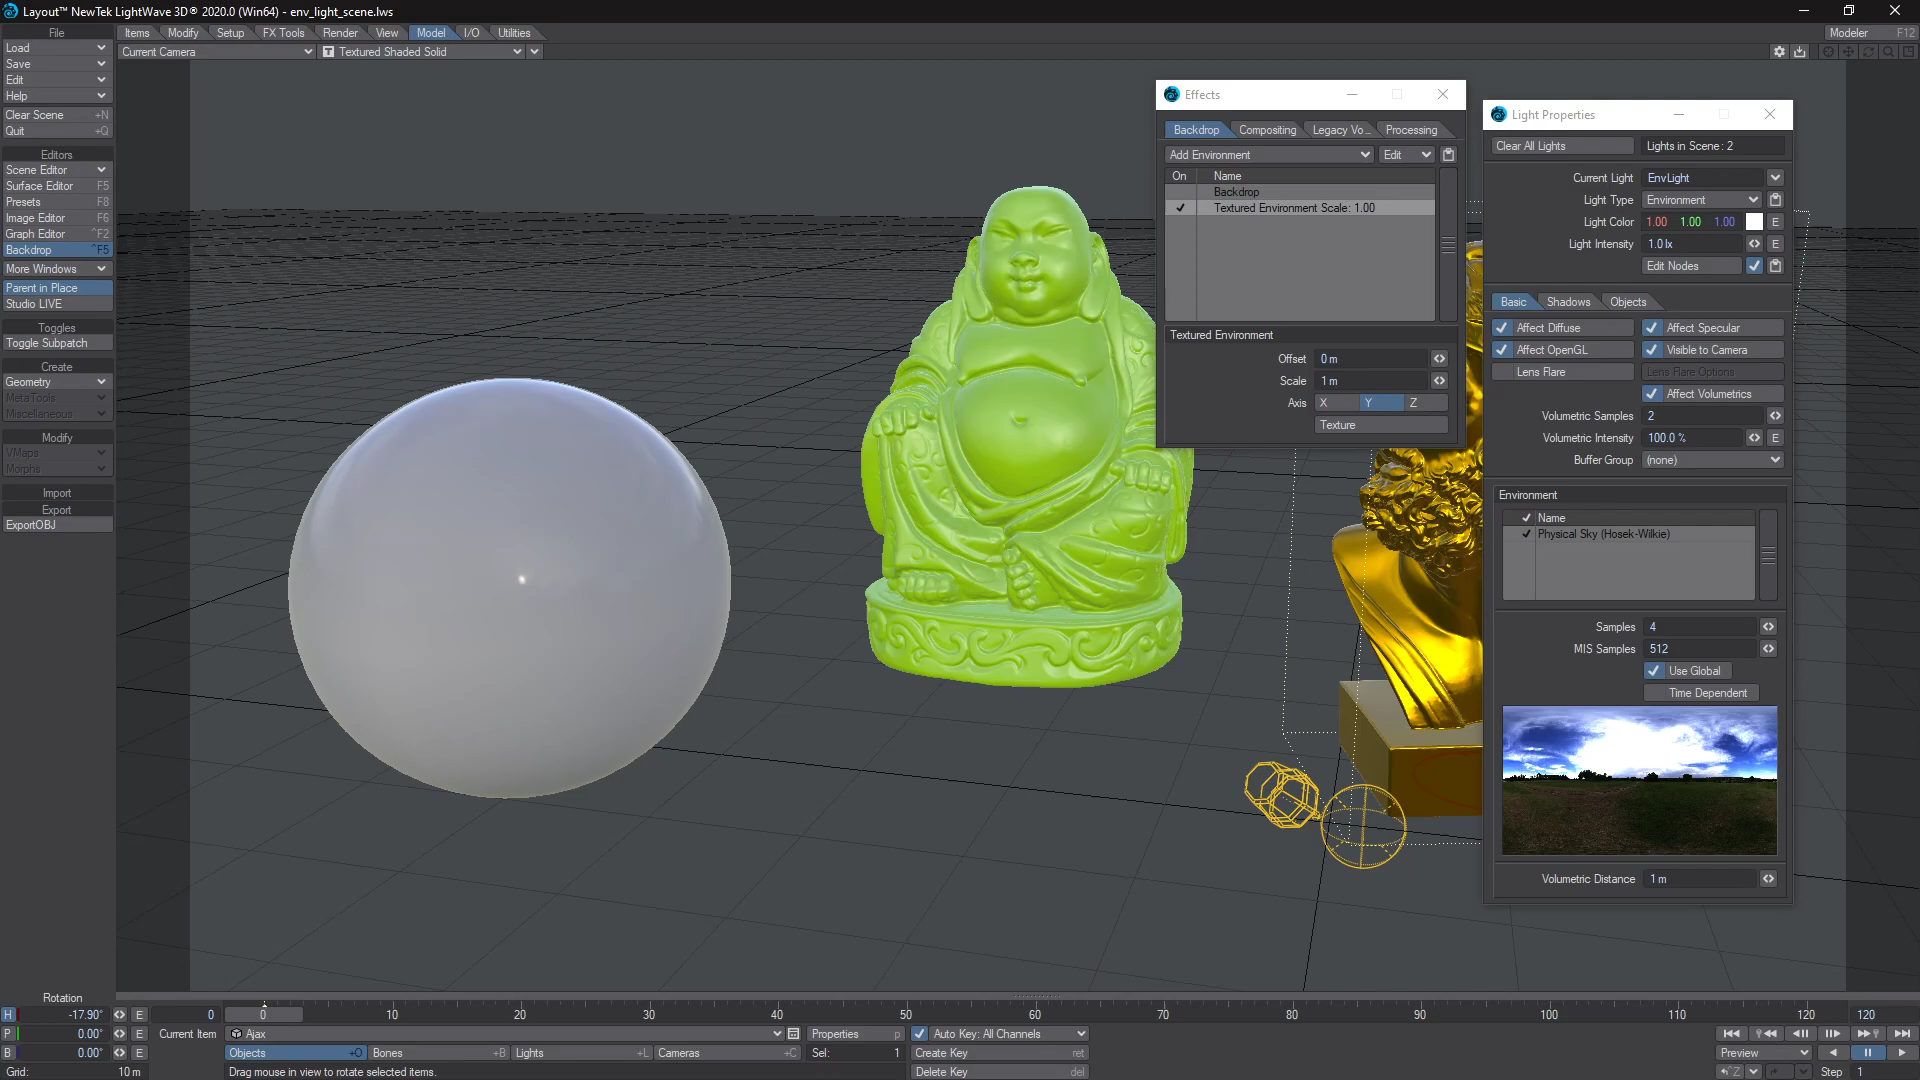 Layout™ NewTek LightWave 3D® 2020.0 (Win64) - env_light_scene.lws
File
Items Modify Setup FX Tools Render View Model I/O Utilities
Modeler F12
Load
Current Camera
T Textured Shaded Solid
Save
Edit
Help
Clear Scene +N
Quit +Q
Editors
Scene Editor
Surface Editor F5
Presets F8
Image Editor F6
Graph Editor ^F2
Backdrop ^F5
More Windows
Parent in Place
Studio LIVE
Toggles
Toggle Subpatch
Create
Geometry
Meta Tools
Miscellaneous
Modify
VMaps
Morphs
Import
Export
ExportOBJ
Effects
Backdrop Compositing Legacy Vo... Processing
Add Environment
Edit
On Name
Backdrop
Textured Environment Scale: 1.00
Textured Environment
Offset 0 m
Scale 1 m
Axis X Y Z
Texture
Light Properties
Clear All Lights
Lights in Scene: 2
Current Light EnvLight
Light Type Environment
Light Color 1.00 1.00 1.00 E
Light Intensity 1.0 lx E
Edit Nodes
Basic Shadows Objects
Affect Diffuse Affect Specular
Affect OpenGL Visible to Camera
Lens Flare Lens Flare Options
Affect Volumetrics
Volumetric Samples 2
Volumetric Intensity 100.0 % E
Buffer Group (none)
Environment
Name
Physical Sky (Hosek-Wilkie)
Samples 4
MIS Samples 512
Use Global
Time Dependent
Volumetric Distance 1 m
Rotation
H -17.90° E
0 0 10 20 30 40 50 60 70 80 90 100 110 120 120
P 0.00° E
Current Item Ajax
Properties p
Auto Key: All Channels
B 0.00° E
Objects +O Bones +B Lights +L Cameras +C
Sel: 1
Create Key ret
Preview
Grid: 10 m
Drag mouse in view to rotate selected items.
Delete Key del
^Z
Step 1